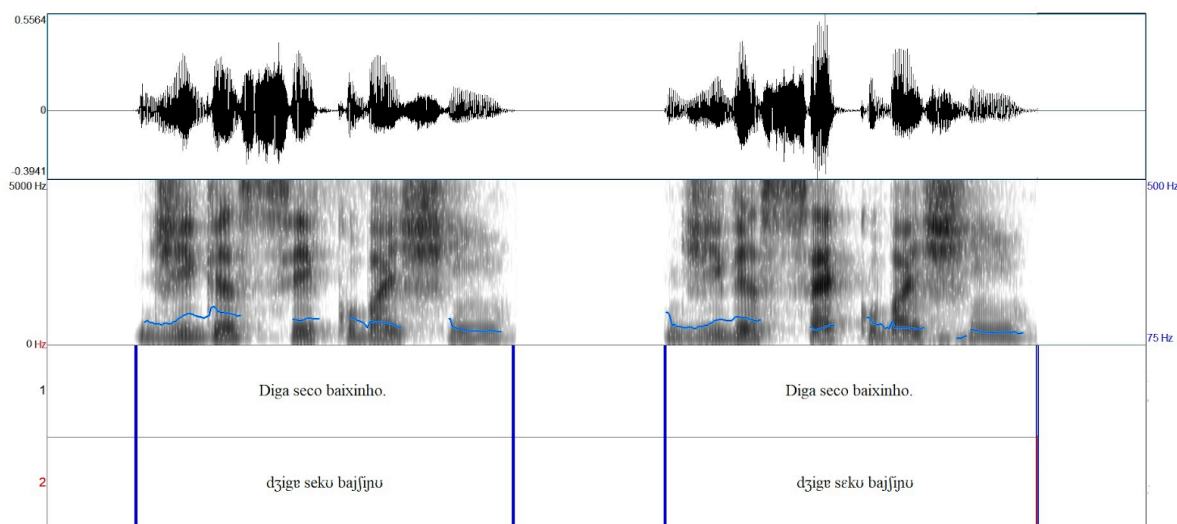 0.5564
0
-0.3941
5000 Hz
500 Hz
0 Hz
75 Hz
1
Diga seco baixinho.
Diga seco baixinho.
2
dʒigɐ sekʊ bajʃiɲʊ
dʒigɐ sɛkʊ bajʃiɲʊ